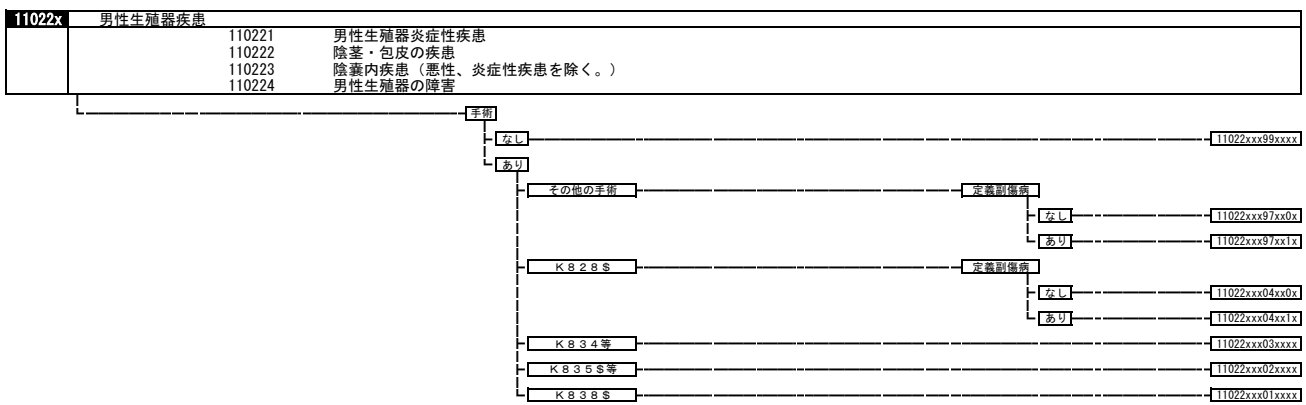 11022x 男性生殖器疾患
110221 男性生殖器炎症性疾患
110222 陰茎・包皮の疾患
110223 陰嚢内疾患（悪性、炎症性疾患を除く。）
110224 男性生殖器の障害
手術
なし 11022xxx99xxxx
あり
その他の手術 定義副傷病
なし 11022xxx97xx0x
あり 11022xxx97xx1x
Ｋ８２８＄ 定義副傷病
なし 11022xxx04xx0x
あり 11022xxx04xx1x
Ｋ８３４等 11022xxx03xxxx
Ｋ８３５＄等 11022xxx02xxxx
Ｋ８３８＄ 11022xxx01xxxx